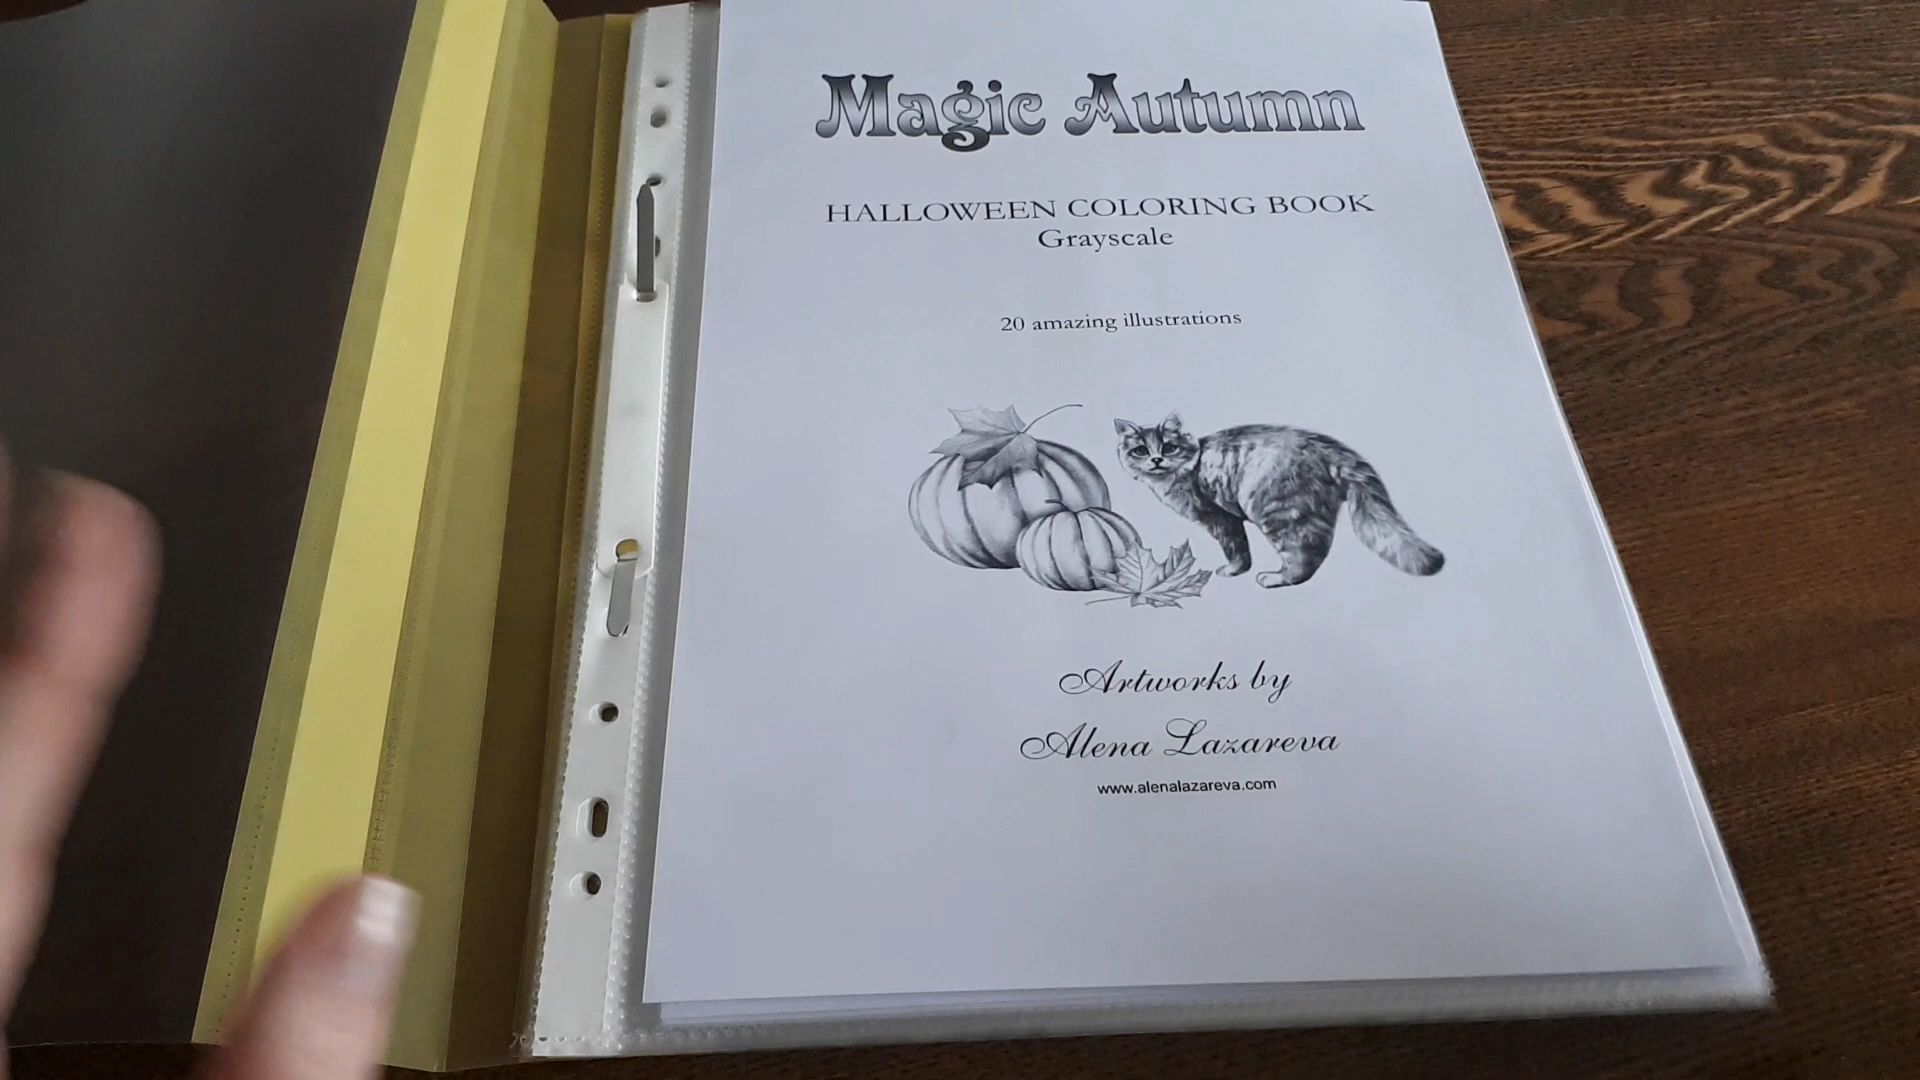 Magic Autumn
HALLOWEEN COLORING BOOK
Grayscale
20 amazing illustrations
Artworks by
Alena Lazareva
www.alenalazareva.com